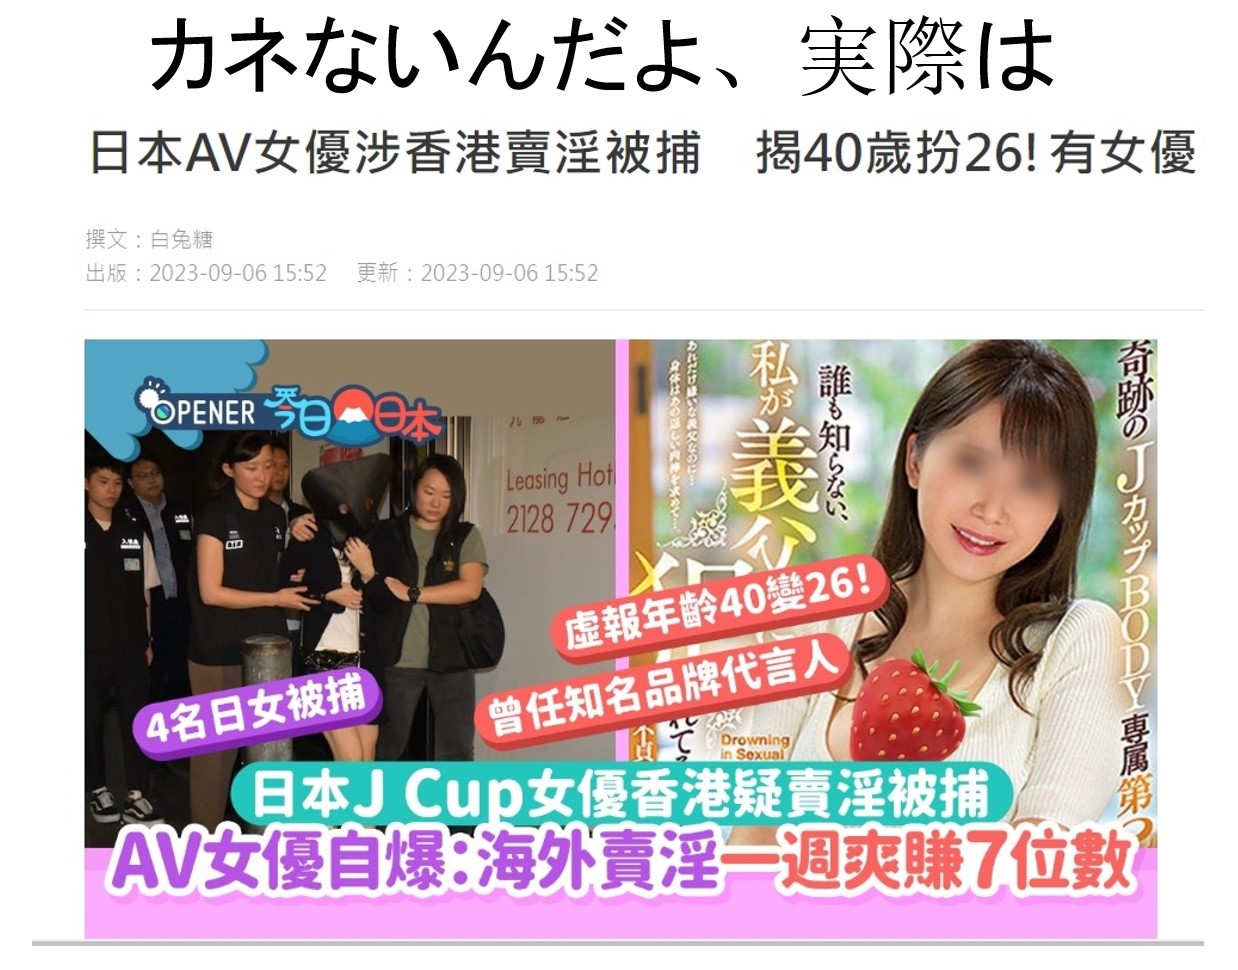 カネないんだよ、実際は
日本AV女優涉香港賣淫被捕　揭40歲扮26! 有女優
撰文：白兔糖
出版：2023-09-06 15:52　更新：2023-09-06 15:52
OPENER 今日日本
Leasing Hot
2128 729
誰も知らない、
私が義父に
奇跡のJカップBODY専属第
Drowning
in Sexual
虛報年齡40變26!
曾任知名品牌代言人
4名日女被捕
日本J Cup女優香港疑賣淫被捕
AV女優自爆:海外賣淫一週爽賺7位數